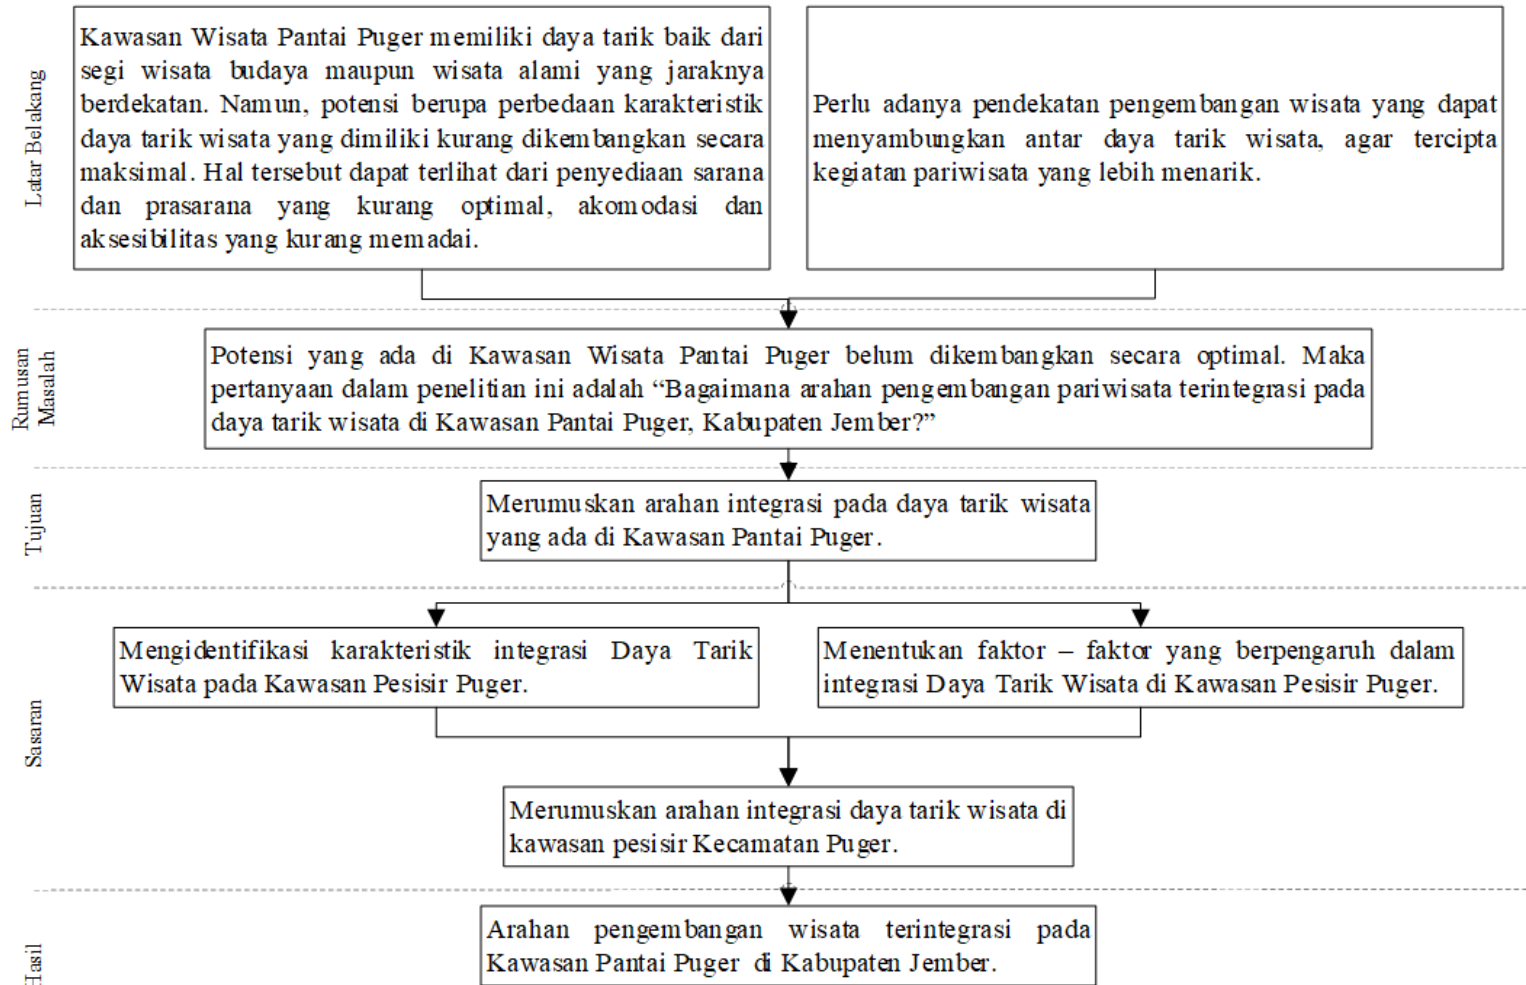 Latar Belakang
Kawasan Wisata Pantai Puger memiliki daya tarik baik dari
segi wisata budaya maupun wisata alami yang jaraknya
berdekatan. Namun, potensi berupa perbedaan karakteristik
daya tarik wisata yang dimiliki kurang dikembangkan secara
maksimal. Hal tersebut dapat terlihat dari penyediaan sarana
dan prasarana yang kurang optimal, akomodasi dan
aksesibilitas yang kurang memadai.
Perlu adanya pendekatan pengembangan wisata yang dapat
menyambungkan antar daya tarik wisata, agar tercipta
kegiatan pariwisata yang lebih menarik.
Rumusan
Masalah
Potensi yang ada di Kawasan Wisata Pantai Puger belum dikembangkan secara optimal. Maka
pertanyaan dalam penelitian ini adalah “Bagaimana arahan pengembangan pariwisata terintegrasi pada
daya tarik wisata di Kawasan Pantai Puger, Kabupaten Jember?”
Tujuan
Merumuskan arahan integrasi pada daya tarik wisata
yang ada di Kawasan Pantai Puger.
Sasaran
Mengidentifikasi karakteristik integrasi Daya Tarik
Wisata pada Kawasan Pesisir Puger.
Menentukan faktor – faktor yang berpengaruh dalam
integrasi Daya Tarik Wisata di Kawasan Pesisir Puger.
Merumuskan arahan integrasi daya tarik wisata di
kawasan pesisir Kecamatan Puger.
Hasil
Arahan pengembangan wisata terintegrasi pada
Kawasan Pantai Puger di Kabupaten Jember.